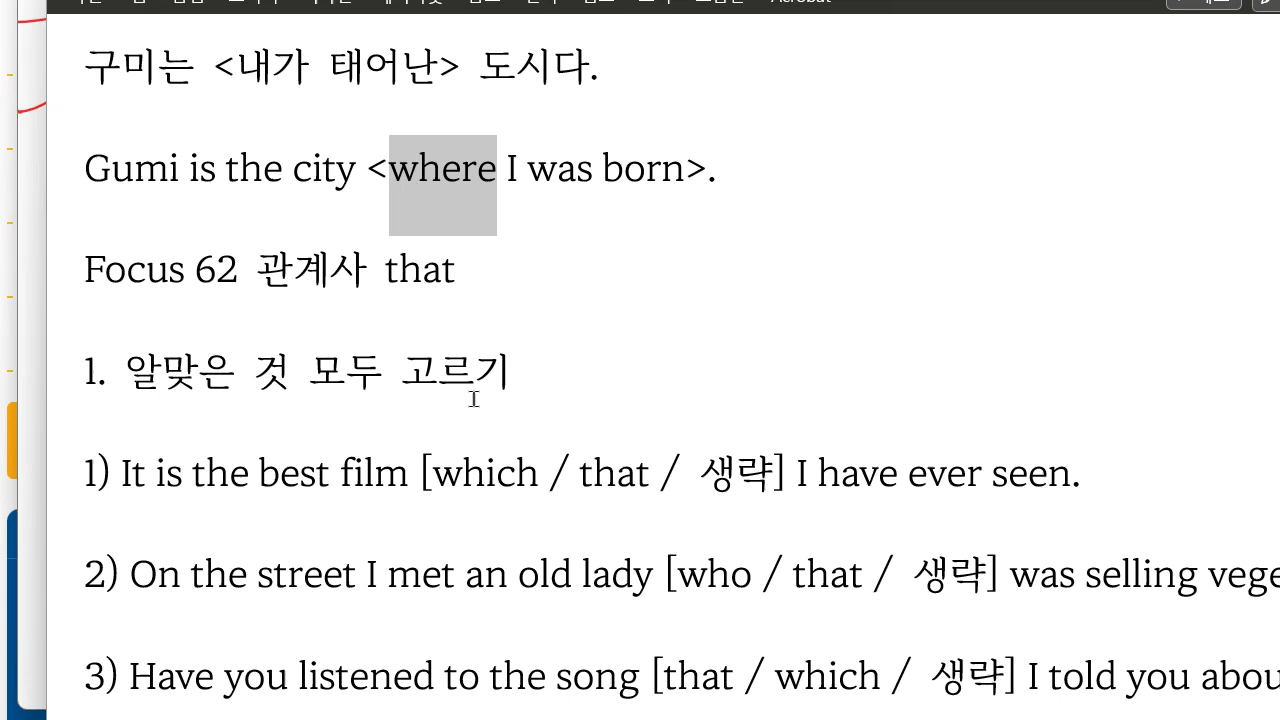 Acrobat
구미는 <내가 태어난> 도시다.
Gumi is the city <where I was born>.
Focus 62 관계사 that
1. 알맞은 것 모두 고르기
1) It is the best film [which / that / 생략] I have ever seen.
2) On the street I met an old lady [who / that / 생략] was selling vege
3) Have you listened to the song [that / which / 생략] I told you abou